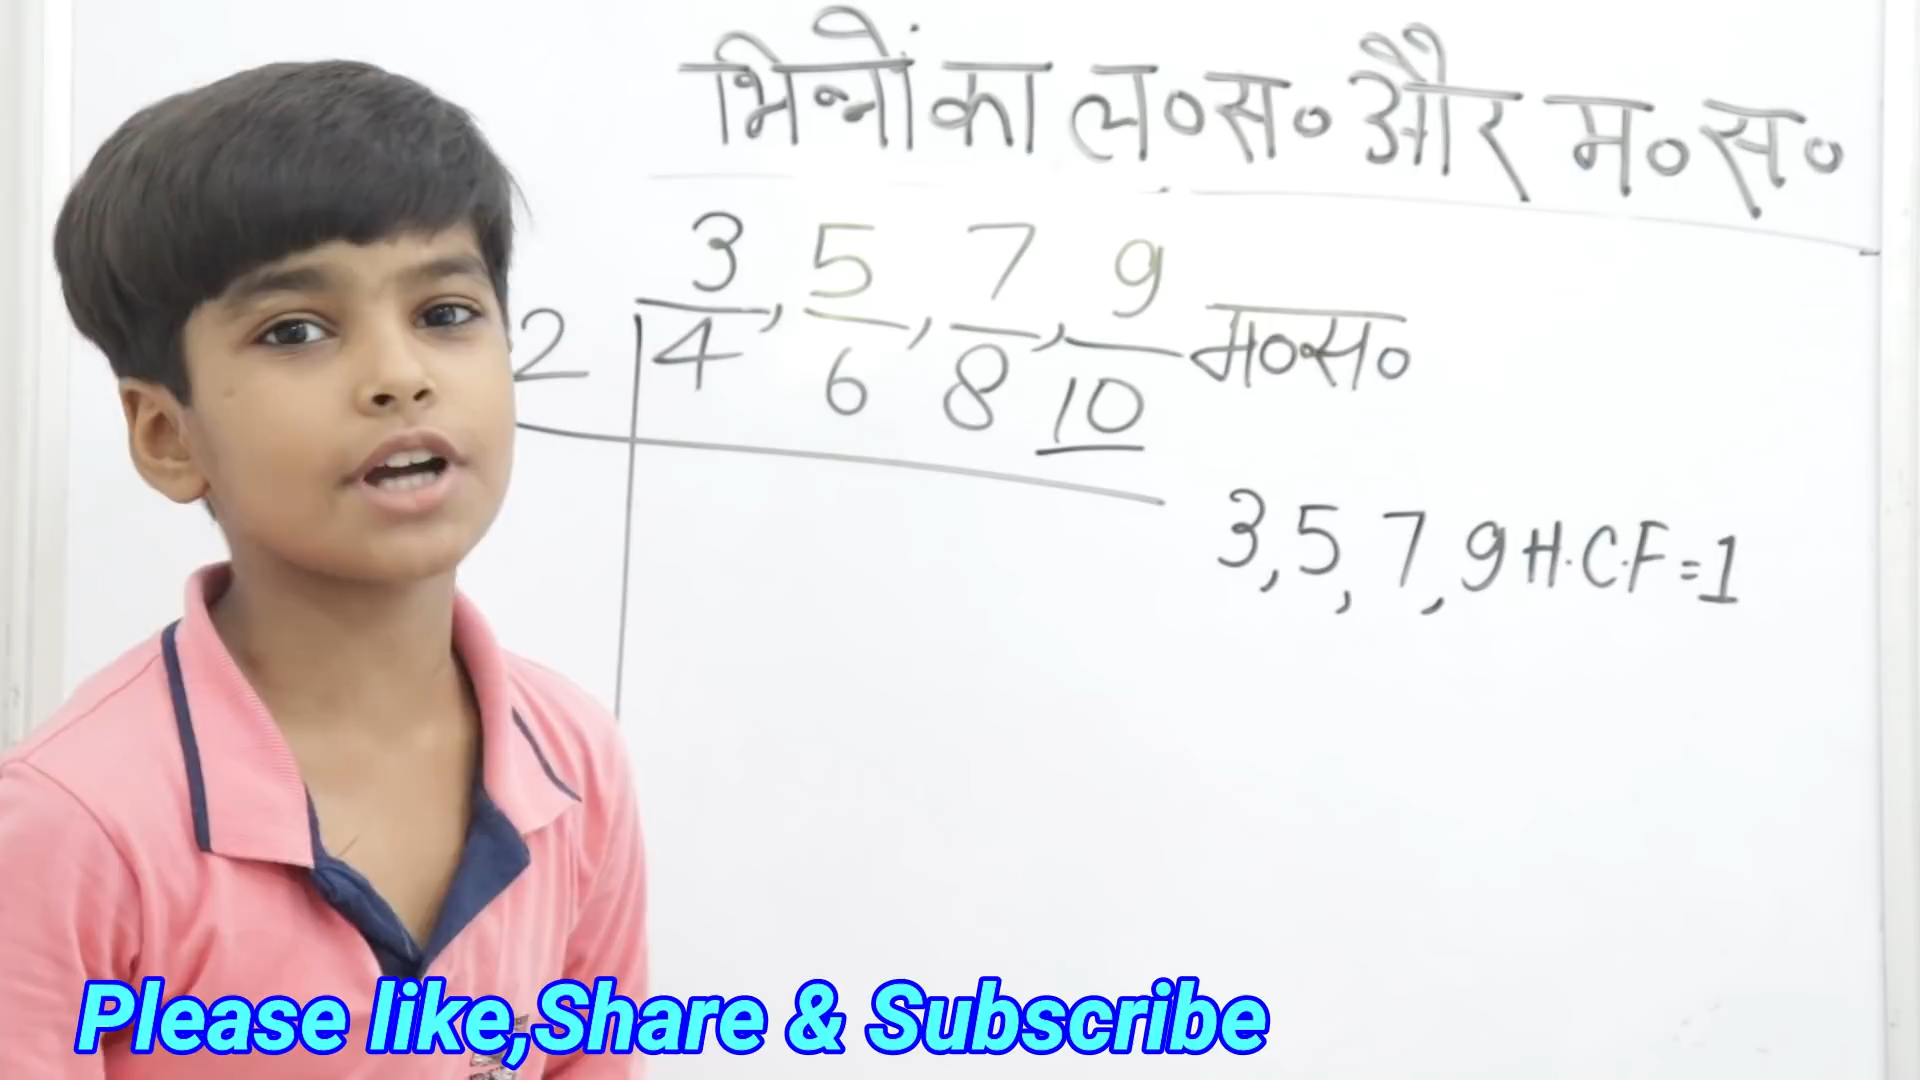 भिन्नों का ल०स० और म०स०
3 , 5 , 7 , 9
2 4 6 8 10 म०स०
3, 5, 7, 9 H.C.F = 1
Please like,Share & Subscribe